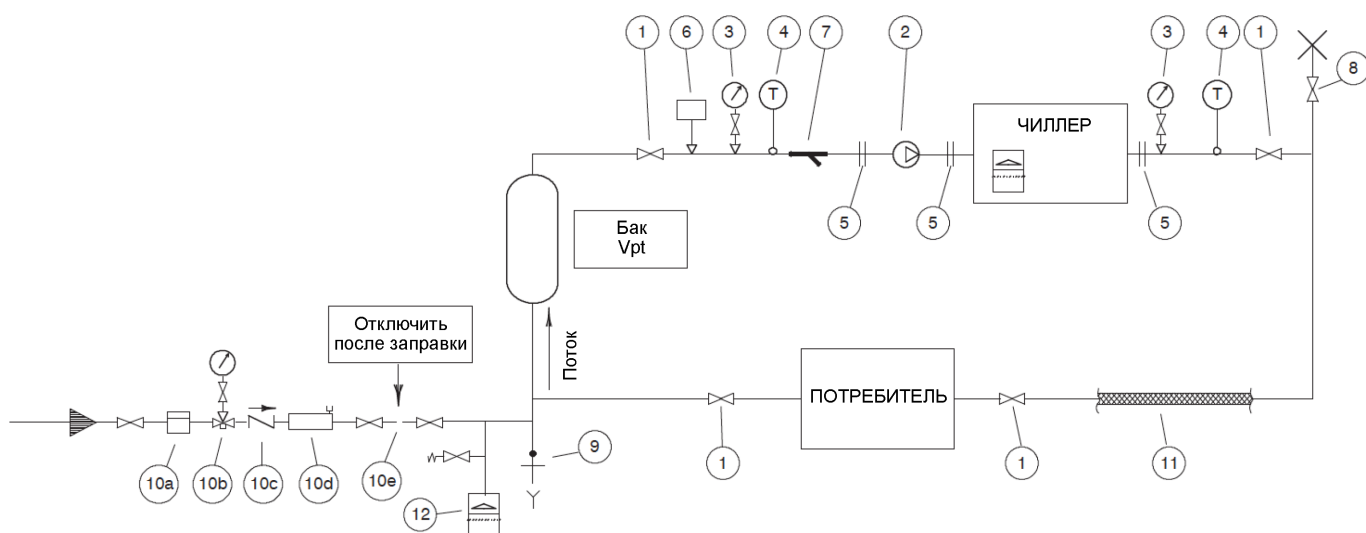 1
6
3
4
7
2
3
4
1
8
T
T
ЧИЛЛЕР
5
5
5
Бак
Vpt
Отключить
после заправки
Поток
ПОТРЕБИТЕЛЬ
9
1
1
11
10a
10b
10c
10d
10e
12